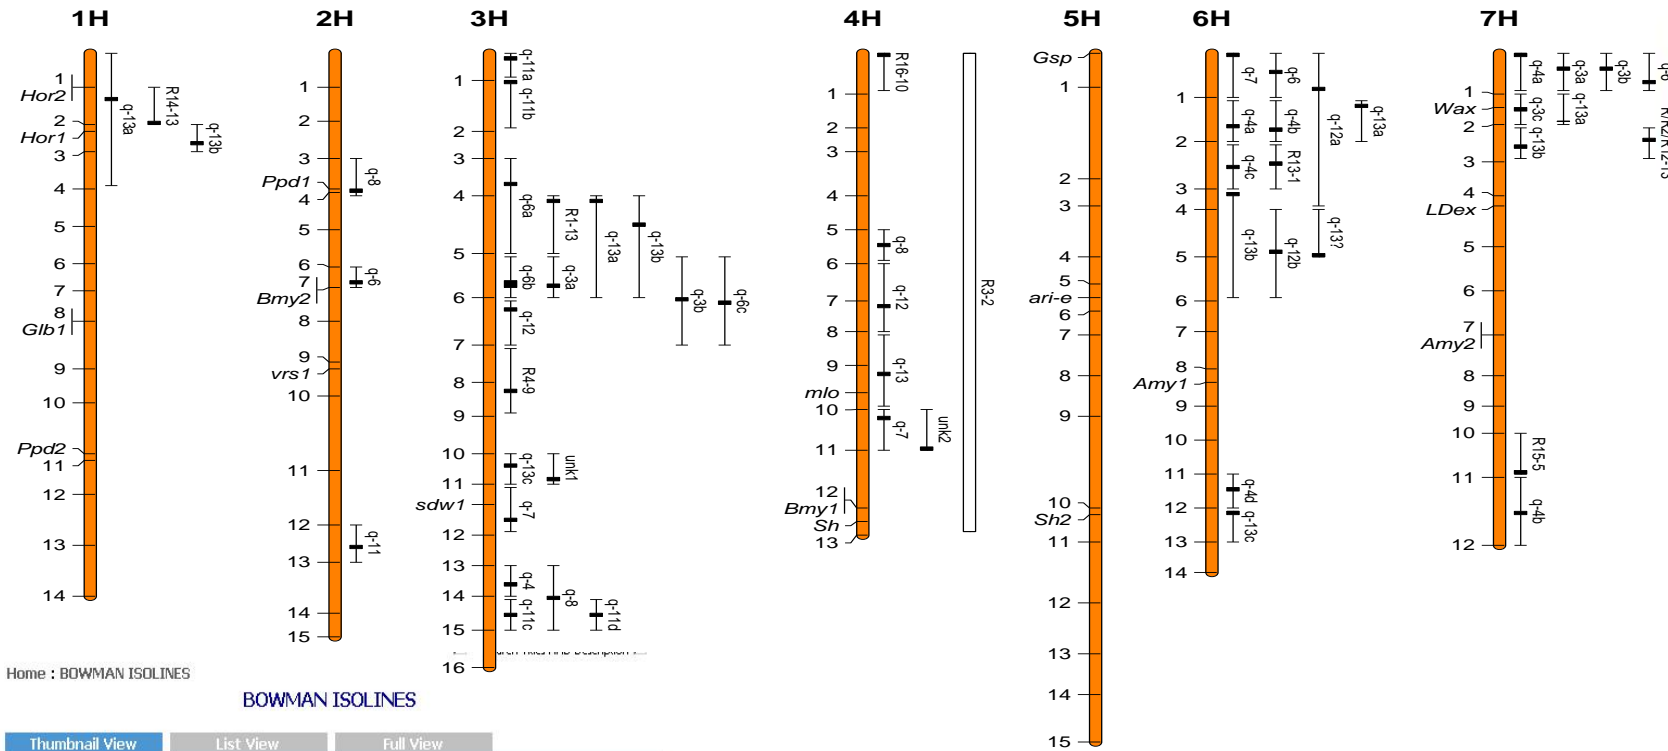 1H 2H 3H 4H 5H 6H 7H
1
Hor2
2
Hor1
3
4
5
6
7
8
Glb1
9
10
Ppd2
11
12
13
14
q-13a
R14-13
q-13b
1
2
3
Ppd1
4
5
6
7
Bmy2
8
9
vrs1
10
11
12
13
14
15
q-8
q-6
q-11
1
2
3
4
5
6
7
8
9
10
11
sdw1
12
13
14
15
16
q-11a
q-11b
q-6a
R1-13
q-13a
q-13b
q-6b
q-3a
q-3b
q-6c
q-12
R4-9
q-13c
unk1
q-7
q-4
q-8
q-11c
q-11d
1
2
3
4
5
6
7
8
9
mlo
10
11
12
Bmy1
Sh
13
R16-10
q-8
q-12
q-13
q-7
unk2
R3-2
Gsp
1
2
3
4
5
ari-e
6
7
8
9
10
Sh2
11
12
13
14
15
1
2
3
4
5
6
7
8
Amy1
9
10
11
12
13
14
q-7
q-6
q-12a
q-13a
q-4a
q-4b
q-4c
R13-1
q-13b
q-12b
q-13?
q-4d
q-13c
1
Wax
2
3
4
LDex
5
6
7
Amy2
8
9
10
11
12
q-4a
q-3a
q-3b
q-6
q-3c
q-13a
q-13b
R15-5
q-4b
Home : BOWMAN ISOLINES
BOWMAN ISOLINES
Thumbnail View List View Full View